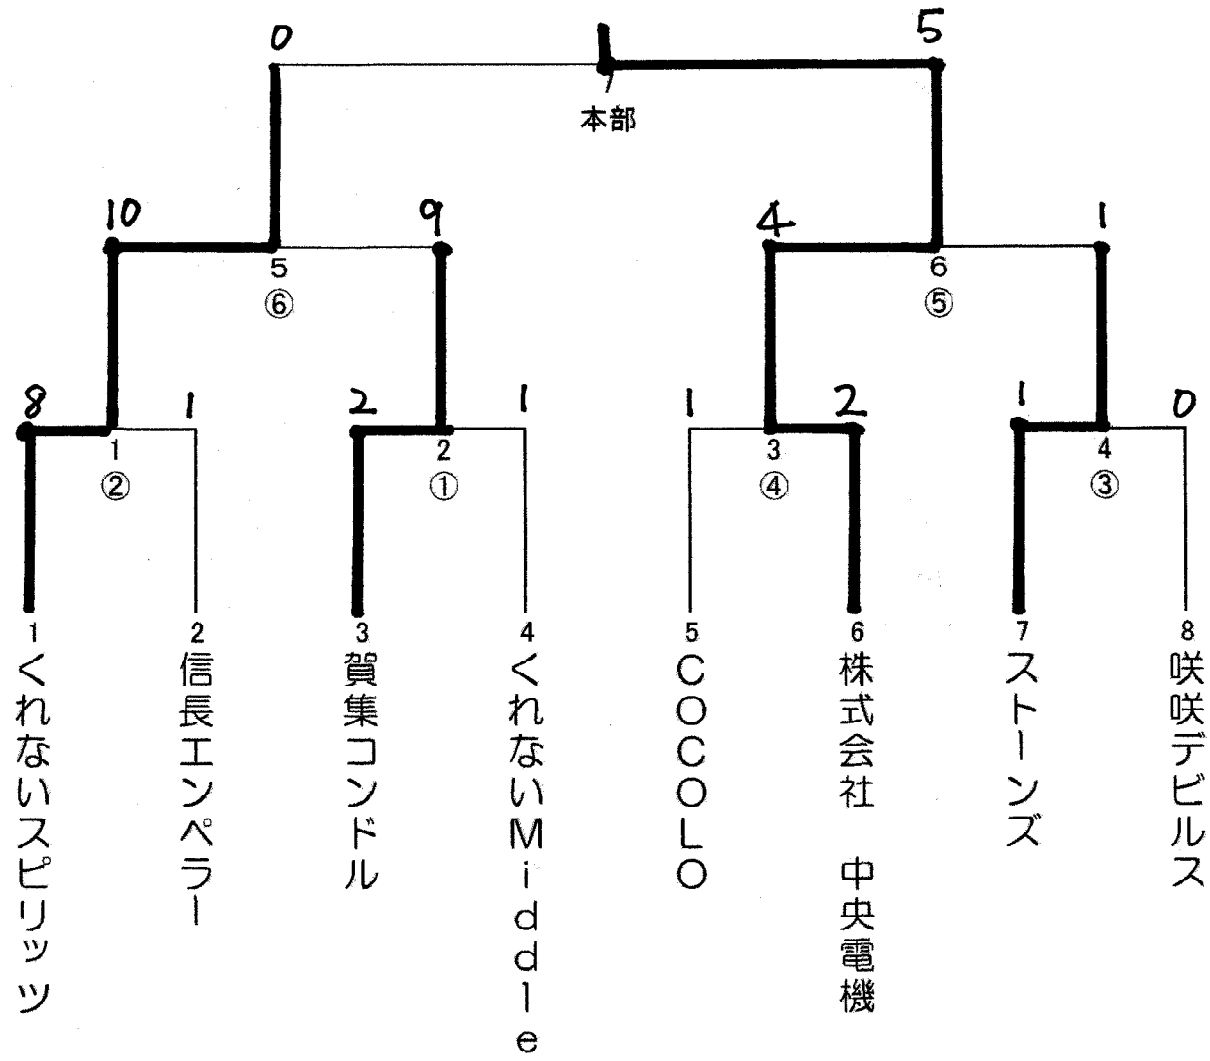 0 5
本部
10 9 4 1
5 6
⑥ ⑤
8 1 2 1 1 2 1 0
1 2 3 4
② ① ④ ③
1 2 3 4 5 6 7 8
くれないスピリッツ
信長エンペラー
賀集コンドル
くれないMiddle
COCOLO
株式会社 中央電機
ストーンズ
咲咲デビルス